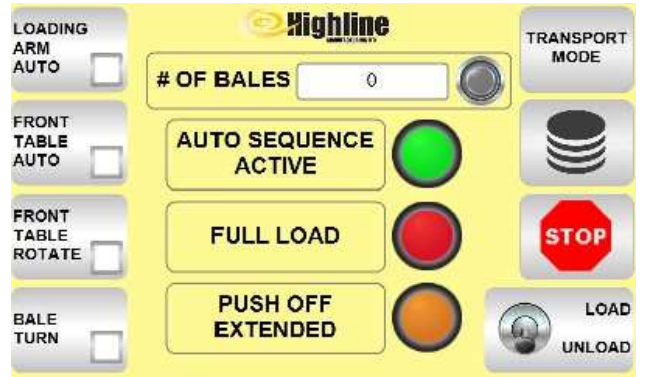 LOADING
ARM
AUTO
Highline
TRANSPORT
MODE
# OF BALES
0
FRONT
TABLE
AUTO
AUTO SEQUENCE
ACTIVE
FRONT
TABLE
ROTATE
FULL LOAD
STOP
BALE
TURN
PUSH OFF
EXTENDED
LOAD
UNLOAD